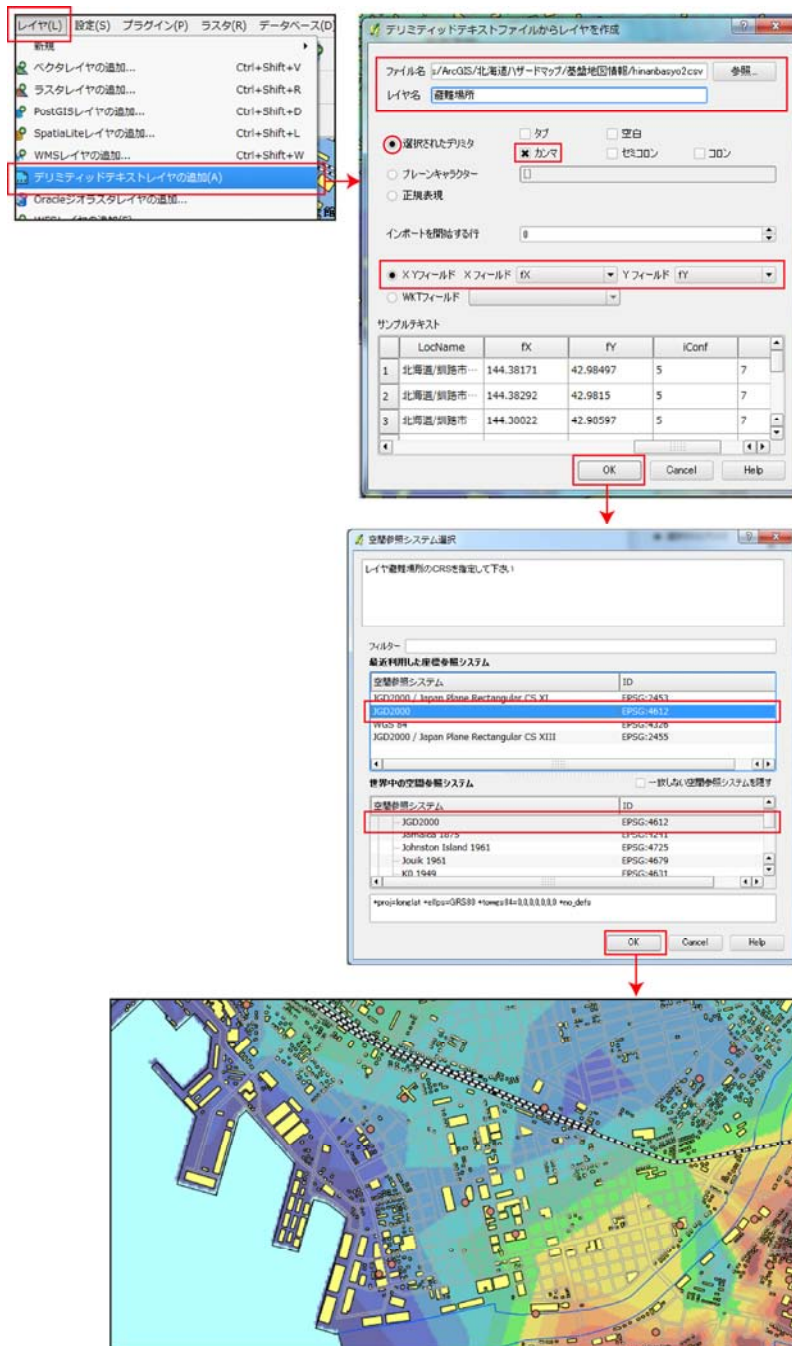 レイヤ(L) 設定(S) プラグイン(P) ラスタ(R) データベース(D)
新規
ベクタレイヤの追加... Ctrl+Shift+V
ラスタレイヤの追加... Ctrl+Shift+R
PostGISレイヤの追加... Ctrl+Shift+D
SpatiaLiteレイヤの追加... Ctrl+Shift+L
WMSレイヤの追加... Ctrl+Shift+W
デリミティッドテキストレイヤの追加(A)
Oracleジオラスタレイヤの追加...
デリミティッドテキストファイルからレイヤを作成
ファイル名 s/ArcGIS/北海道ハザードマップ/基盤地図情報/hinanbasyo2.csv 参照...
レイヤ名 避難場所
選択されたデリミタ タブ 空白
カンマ セミコロン コロン
プレーンキャラクター
正規表現
インポートを開始する行 0
X Yフィールド X フィールド fX Y フィールド fY
WKTフィールド
サンプルテキスト
LocName fX fY iConf
1 北海道/釧路市… 144.38171 42.98497 5 7
2 北海道/釧路市… 144.38292 42.9815 5 7
3 北海道/釧路市 144.30022 42.90597 5 7
OK Cancel Help
空間参照システム選択
レイヤ避難場所のCRSを指定して下さい
フィルター
最近利用した座標参照システム
空間参照システム ID
JGD2000 / Japan Plane Rectangular CS XI EPSG:2453
JGD2000 EPSG:4612
WGS 84 EPSG:4326
JGD2000 / Japan Plane Rectangular CS XIII EPSG:2455
世界中の空間参照システム 一致しない空間参照システムを隠す
空間参照システム ID
JGD2000 EPSG:4612
Jamaica 1875 EPSG:4241
Johnston Island 1961 EPSG:4725
Jouik 1961 EPSG:4679
K0 1949 EPSG:4631
+proj=longlat +ellps=GRS80 +towgs84=0,0,0,0,0,0,0 +no_defs
OK Cancel Help